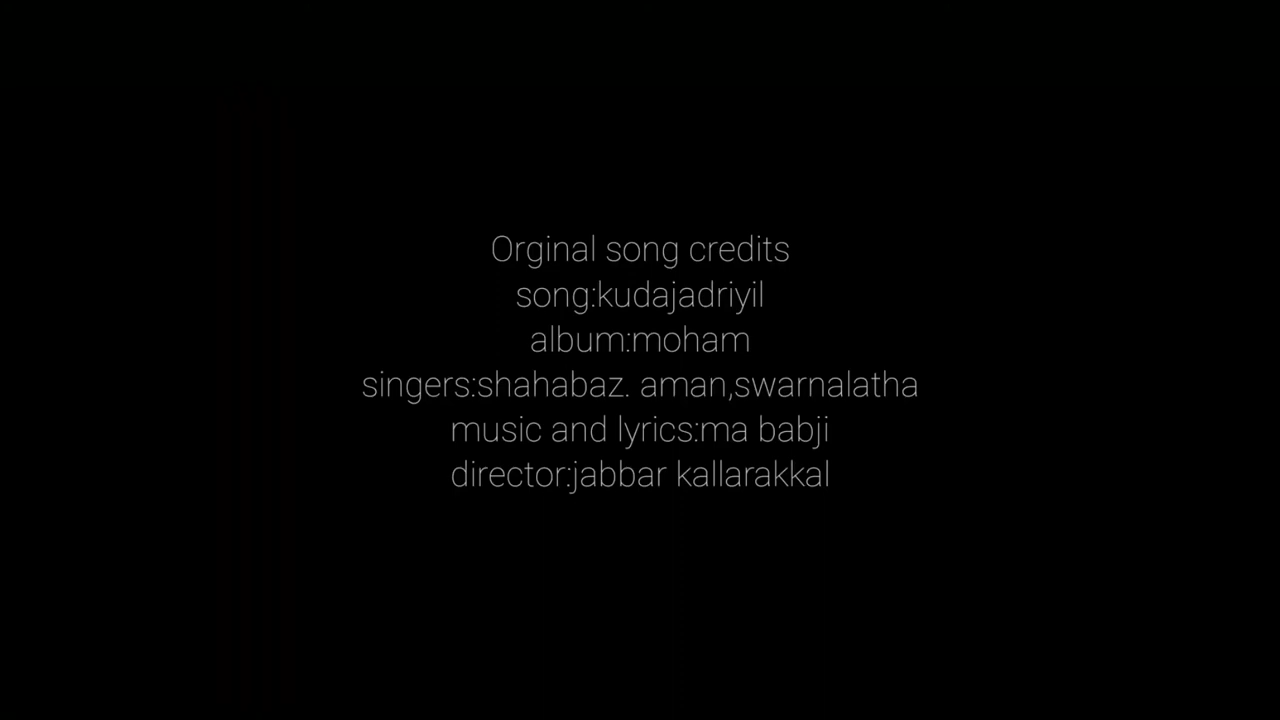 Orginal song credits
song:kudajadriyil
album:moham
singers:shahabaz. aman,swarnalatha
music and lyrics:ma babji
director:jabbar kallarakkal